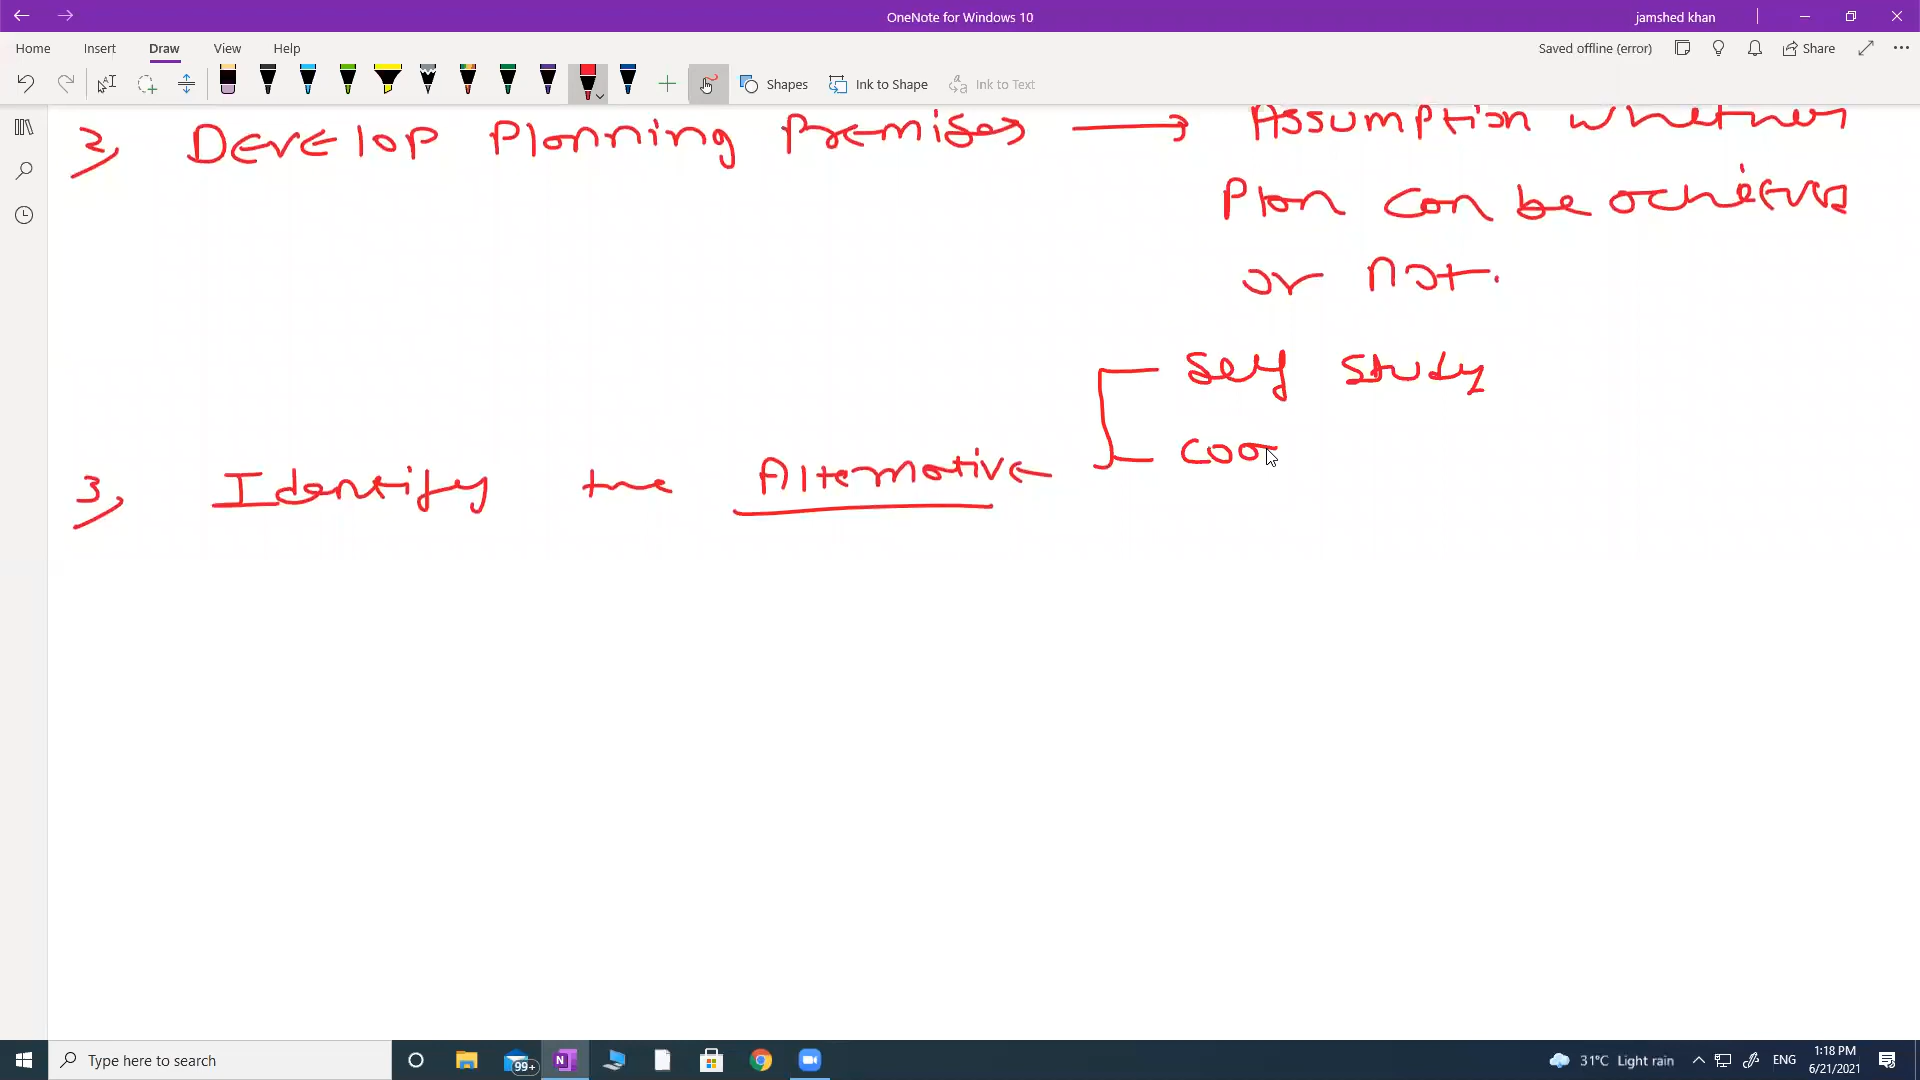 OneNote for Windows 10
jamshed khan
Home Insert Draw View Help
Saved offline (error) Share
Shapes Ink to Shape Ink to Text
2, Develop Planning Premises → Assumption whether
Plan can be achieved
or not.
self study
3, Identify the Alternative
coa
Type here to search
99+
31°C Light rain
ENG
1:18 PM
6/21/2021